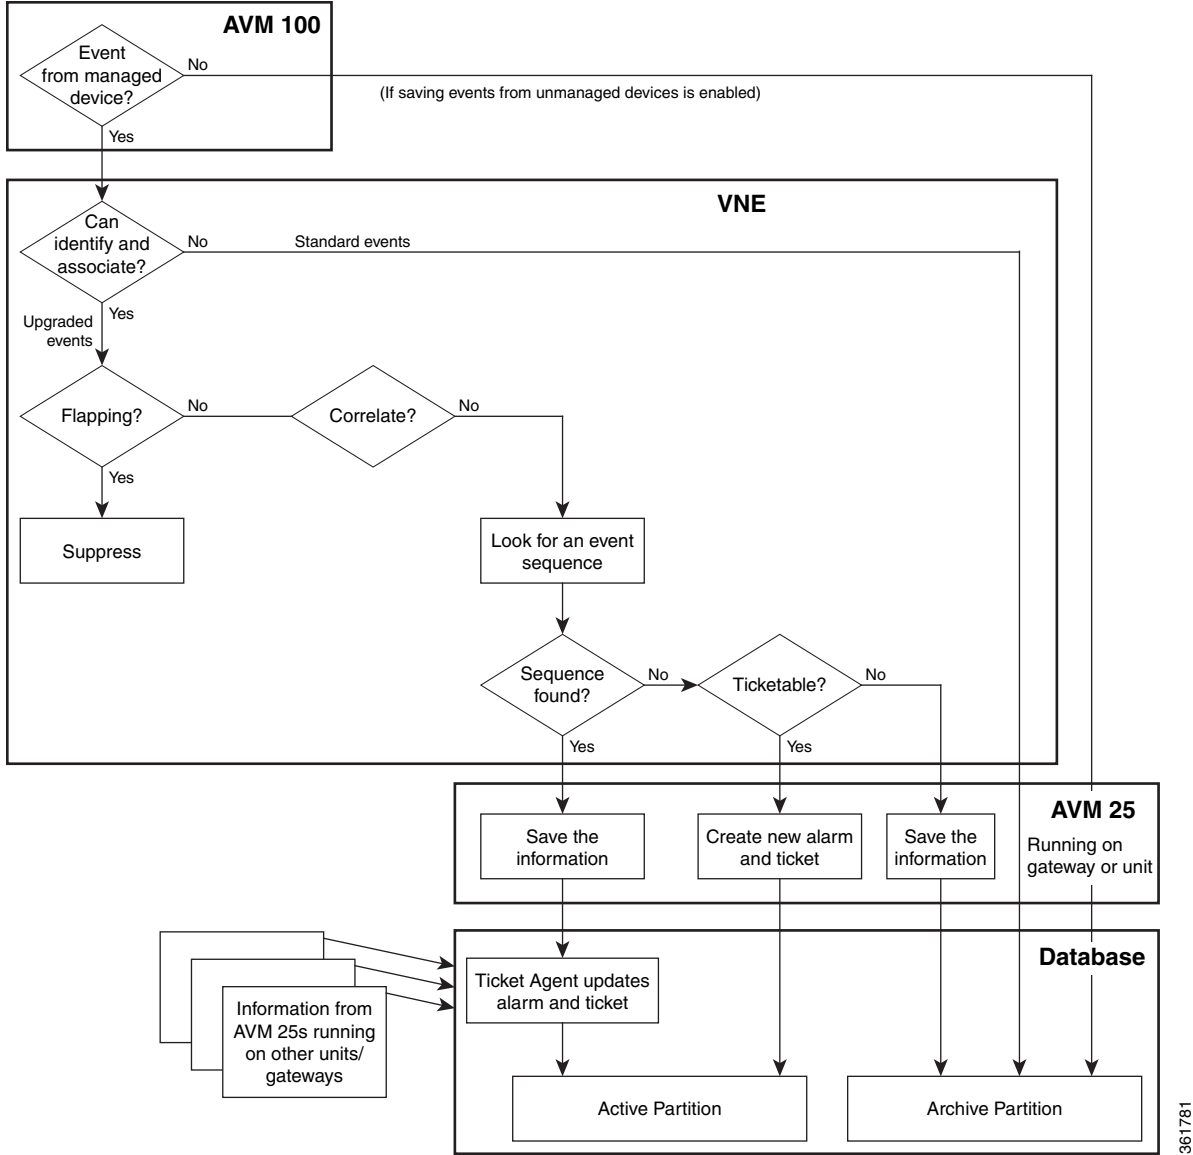 AVM 100
Event
from managed
device?
No
(If saving events from unmanaged devices is enabled)
Yes
VNE
Can
identify and
associate?
No
Standard events
Yes
Upgraded
events
Flapping?
No
Correlate?
No
Yes
Suppress
Look for an event
sequence
Sequence
found?
No
Ticketable?
No
Yes
Yes
AVM 25
Running on
gateway or unit
Save the
information
Create new alarm
and ticket
Save the
information
Database
Ticket Agent updates
alarm and ticket
Information from
AVM 25s running
on other units/
gateways
Active Partition
Archive Partition
361781